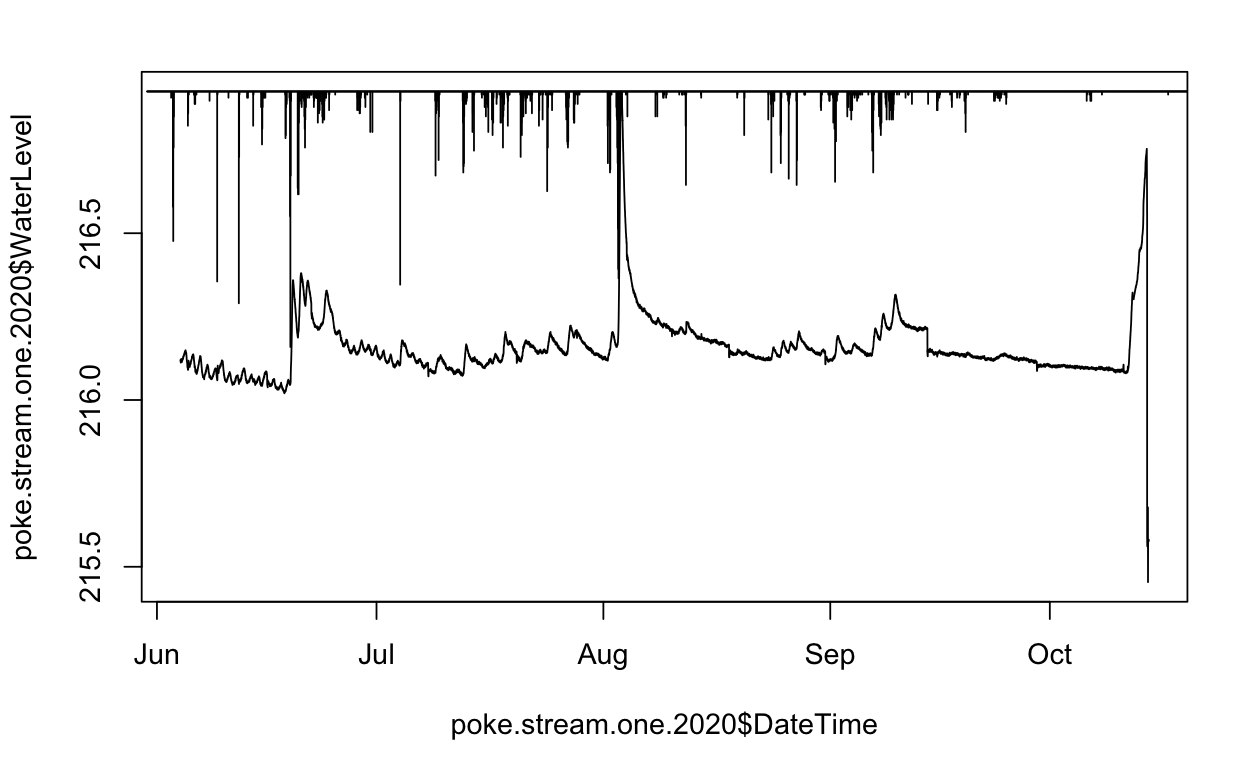 poke.stream.one.2020$WaterLevel
216.5
216.0
215.5
Jun Jul Aug Sep Oct
poke.stream.one.2020$DateTime